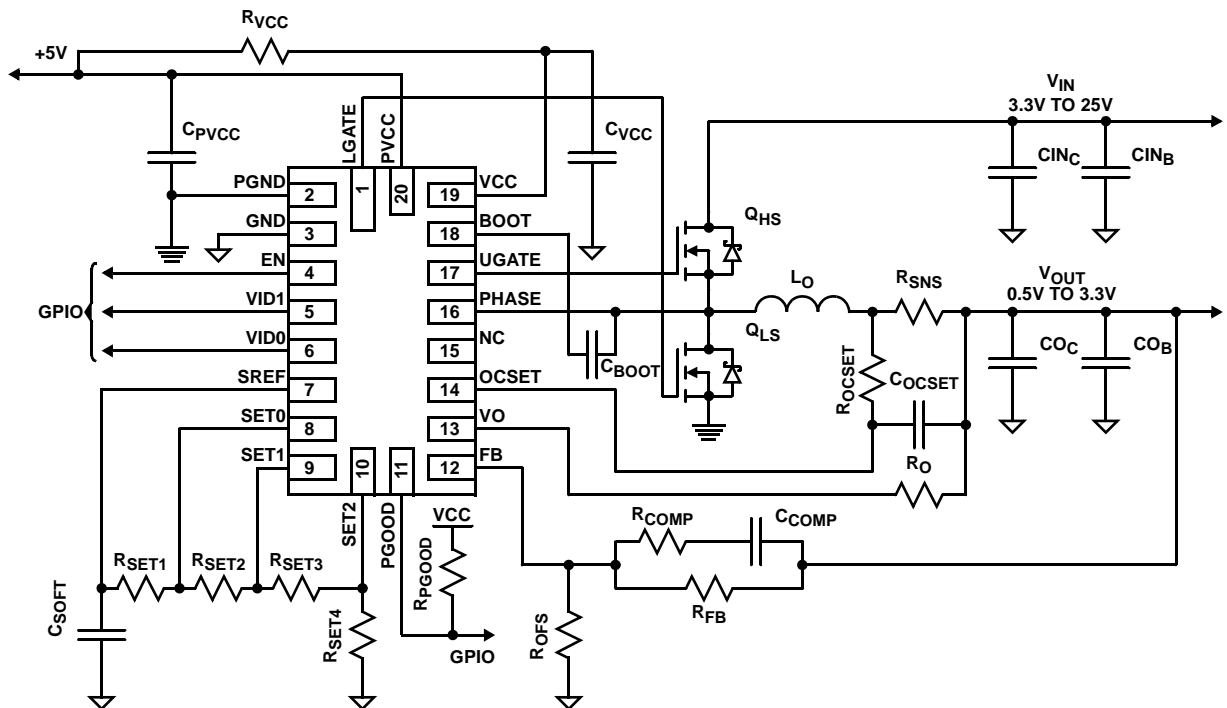 RVCC
+5V
CPVCC
LGATE
PVCC
CVCC
VIN
3.3V TO 25V
CINC
CINB
PGND
2
1
20
19
VCC
GND
3
18
BOOT
QHS
EN
4
17
UGATE
GPIO
VID1
5
16
PHASE
LO
RSNS
VOUT
0.5V TO 3.3V
VID0
6
15
NC
QLS
CBOOT
SREF
7
14
OCSET
ROCSET
COCSET
COC
COB
SET0
8
13
VO
SET1
9
10
11
12
FB
RO
SET2
PGOOD
VCC
RCOMP
CCOMP
RSET1
RSET2
RSET3
RPGOOD
RFB
CSOFT
RSET4
GPIO
ROFS